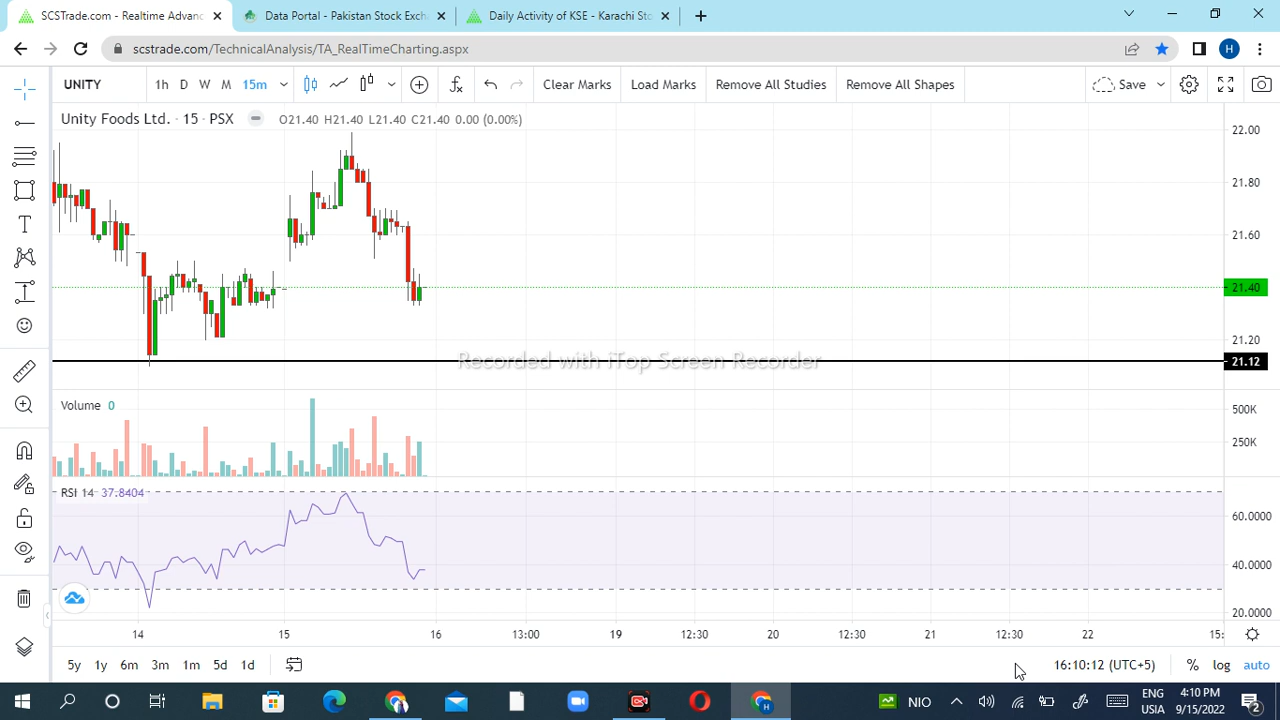 SCSTrade.com - Realtime Advanc
Data Portal - Pakistan Stock Exch
Daily Activity of KSE - Karachi Sto
scstrade.com/TechnicalAnalysis/TA_RealTimeCharting.aspx
H
UNITY
1h D W M 15m
Clear Marks
Load Marks
Remove All Studies
Remove All Shapes
Save
Unity Foods Ltd. · 15 · PSX
O21.40 H21.40 L21.40 C21.40 0.00 (0.00%)
22.00
21.80
21.60
21.40
21.20
21.12
Recorded with iTop Screen Recorder
Volume 0
500K
250K
RSI 14 37.8404
60.0000
40.0000
20.0000
14 15 16 13:00 19 12:30 20 12:30 21 12:30 22 15:
5y 1y 6m 3m 1m 5d 1d
16:10:12 (UTC+5) % log auto
NIO
ENG
USIA
4:10 PM
9/15/2022
2